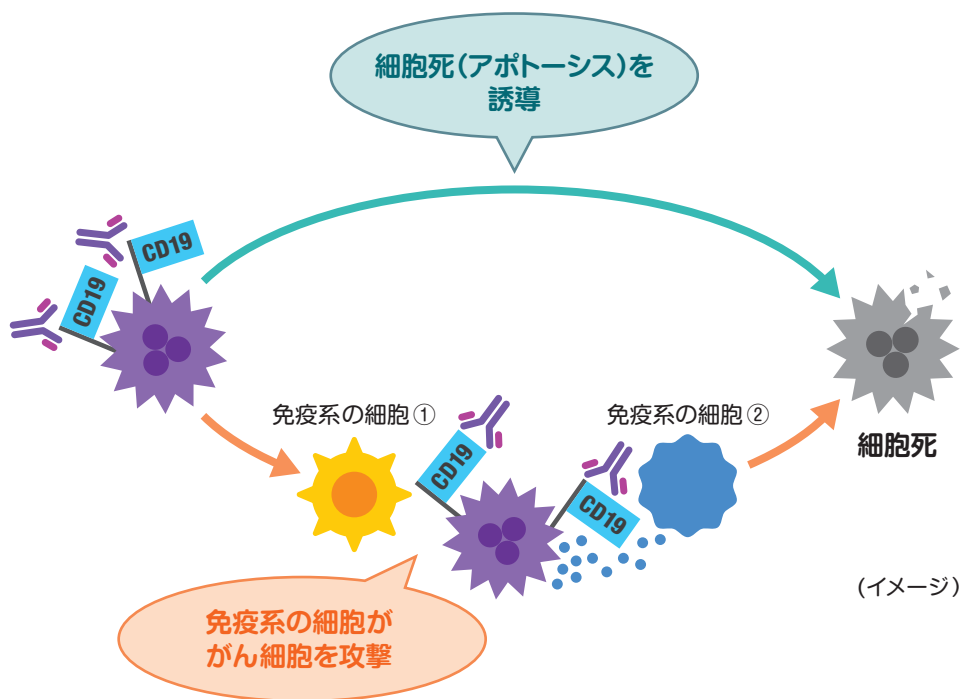 細胞死(アポトーシス)を
誘導
CD19
CD19
免疫系の細胞①
免疫系の細胞②
CD19
CD19
細胞死
(イメージ)
免疫系の細胞が
がん細胞を攻撃